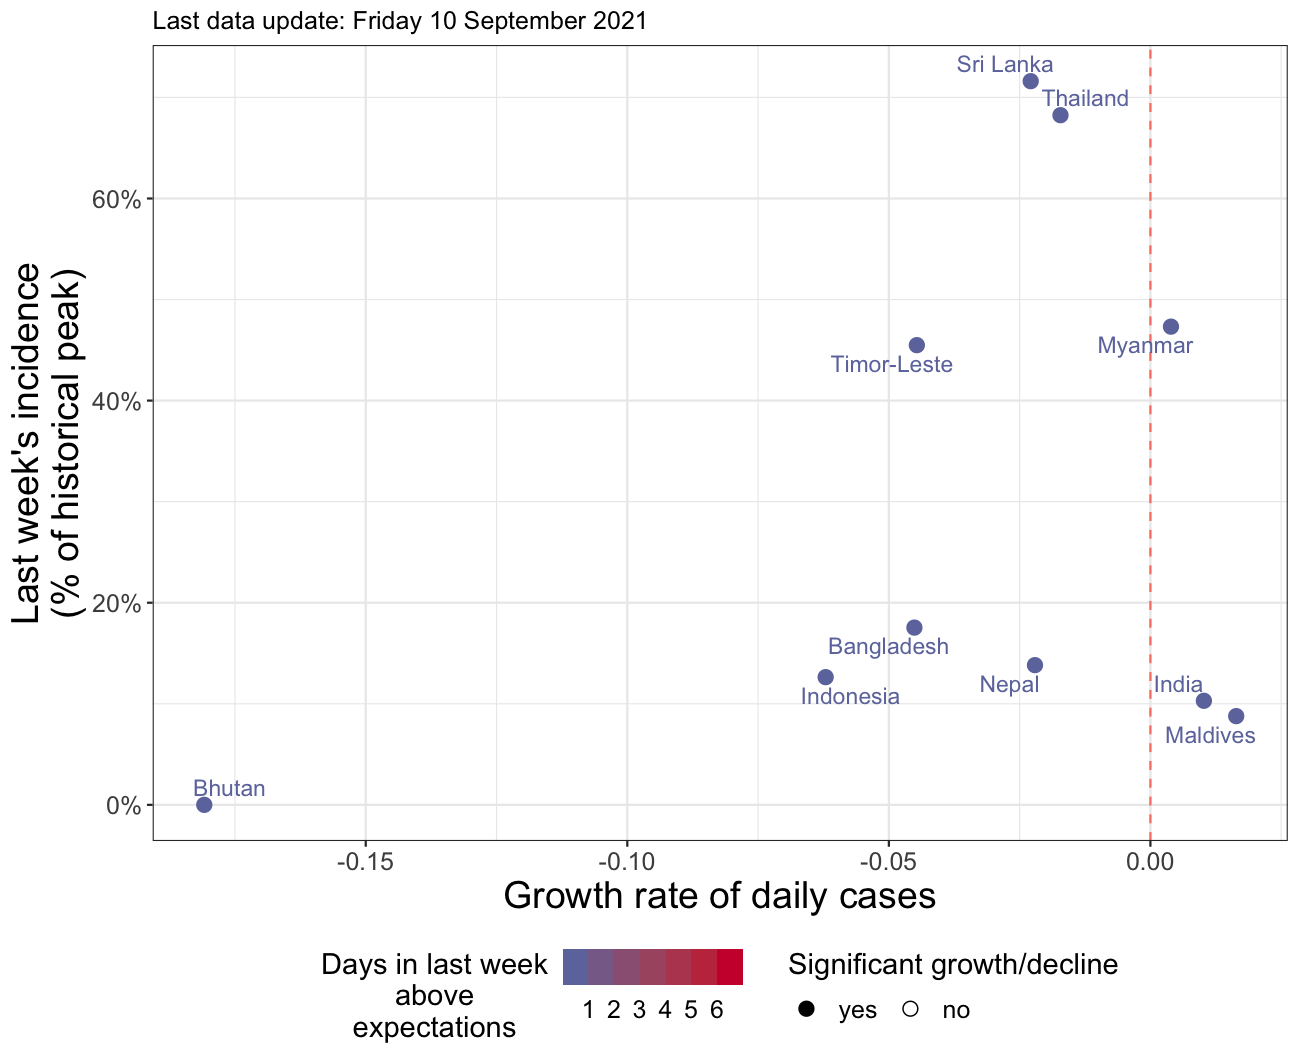 Last data update: Friday 10 September 2021
Sri Lanka
Thailand
60%
Myanmar
Timor-Leste
40%
Last week's incidence
(% of historical peak)
20%
Bangladesh
Nepal
India
Indonesia
Maldives
Bhutan
0%
-0.15 -0.10 -0.05 0.00
Growth rate of daily cases
Days in last week
above
expectations
1 2 3 4 5 6
Significant growth/decline
yes no